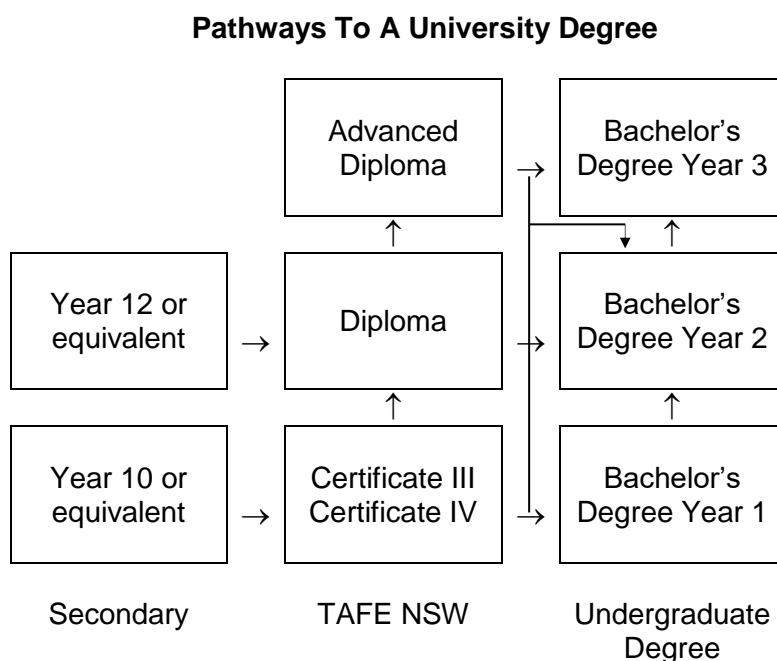 Pathways To A University Degree
Advanced
Diploma
→
Bachelor’s
Degree Year 3
↑
↑
Year 12 or
equivalent
→
Diploma
→
Bachelor’s
Degree Year 2
↑
↑
Year 10 or
equivalent
→
Certificate III
Certificate IV
→
Bachelor’s
Degree Year 1
Secondary
TAFE NSW
Undergraduate
Degree